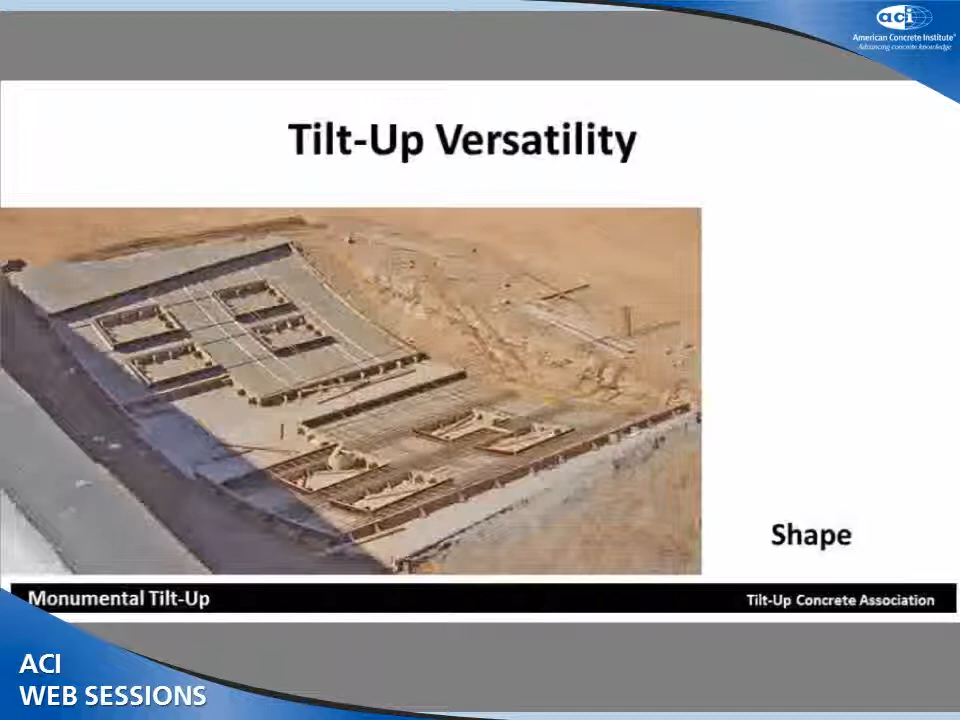 aci
American Concrete Institute®
Advancing concrete knowledge
Tilt-Up Versatility
Shape
Monumental Tilt-Up
Tilt-Up Concrete Association
ACI
WEB SESSIONS